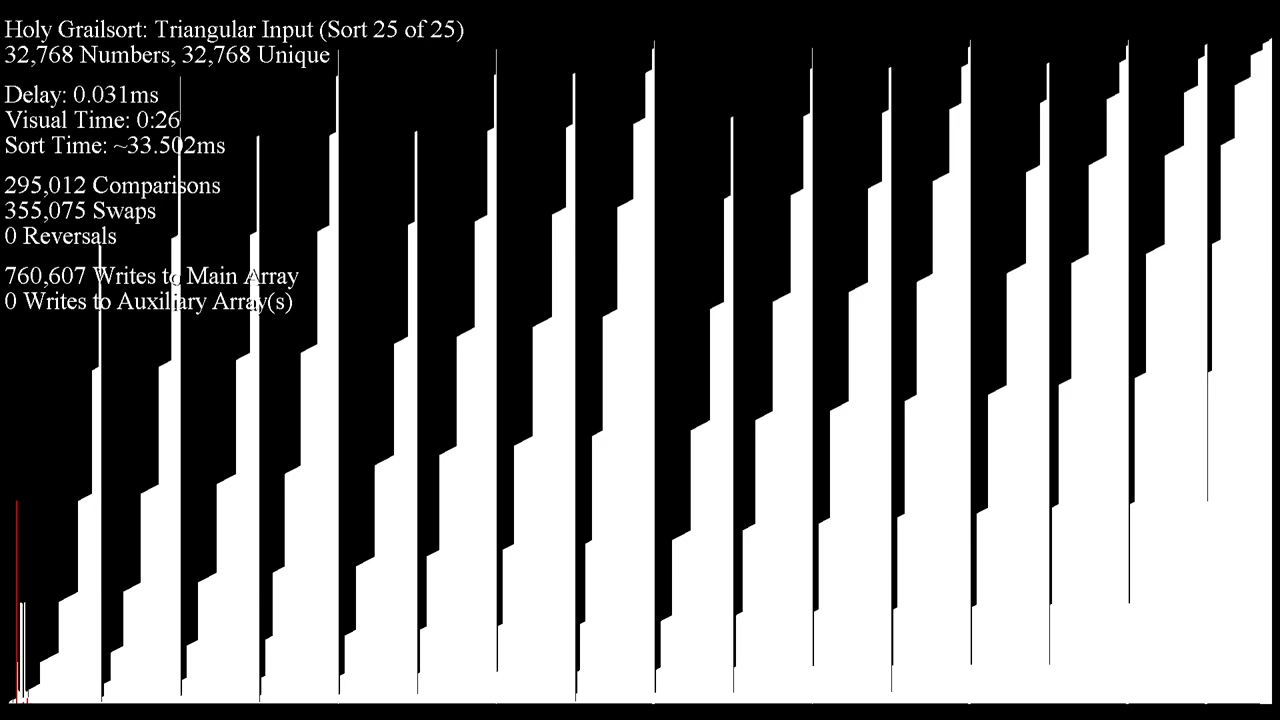 Holy Grailsort: Triangular Input (Sort 25 of 25)
32,768 Numbers, 32,768 Unique
Delay: 0.031ms
Visual Time: 0:26
Sort Time: ~33.502ms
295,012 Comparisons
355,075 Swaps
0 Reversals
760,607 Writes to Main Array
0 Writes to Auxiliary Array(s)